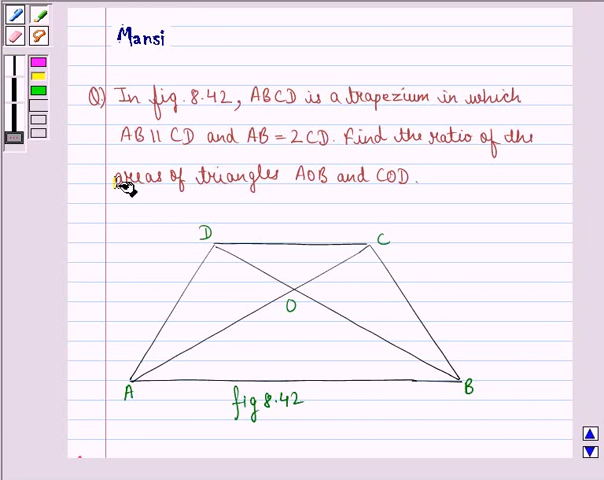 Mansi
Q) In fig. 8.42, ABCD is a trapezium in which
AB || CD and AB = 2CD. Find the ratio of the
areas of triangles AOB and COD.
D C
O
A B
fig 8.42